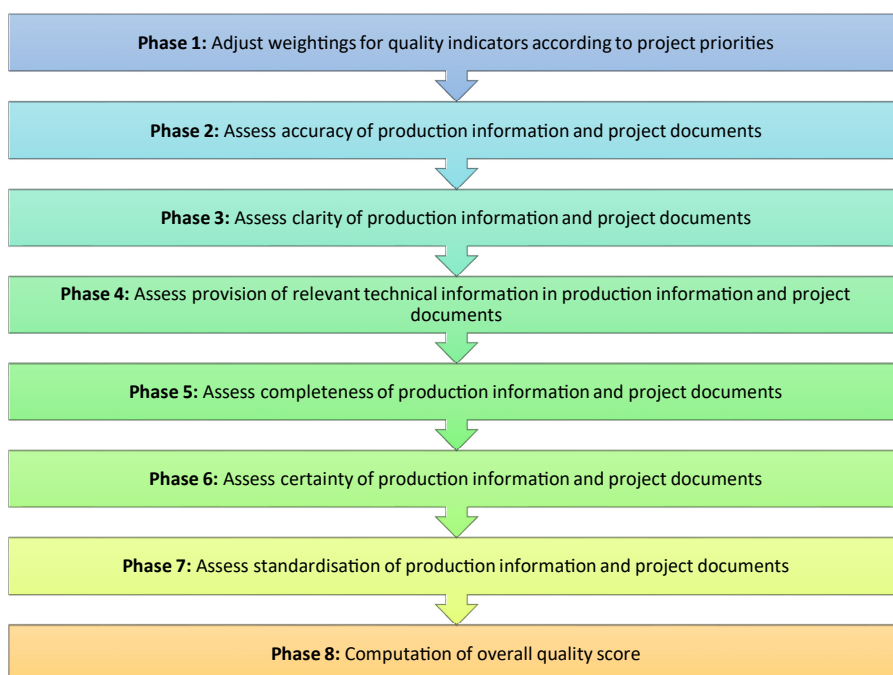 Phase 1: Adjust weightings for quality indicators according to project priorities
Phase 2: Assess accuracy of production information and project documents
Phase 3: Assess clarity of production information and project documents
Phase 4: Assess provision of relevant technical information in production information and project
documents
Phase 5: Assess completeness of production information and project documents
Phase 6: Assess certainty of production information and project documents
Phase 7: Assess standardisation of production information and project documents
Phase 8: Computation of overall quality score